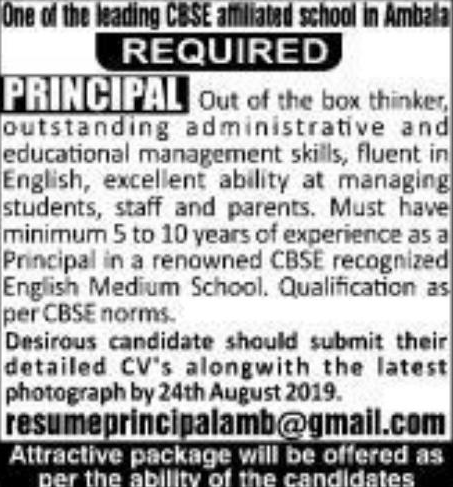 One of the leading CBSE affiliated school in Ambala
REQUIRED
PRINCIPAL Out of the box thinker,
outstanding administrative and
educational management skills, fluent in
English, excellent ability at managing
students, staff and parents. Must have
minimum 5 to 10 years of experience as a
Principal in a renowned CBSE recognized
English Medium School. Qualification as
per CBSE norms.
Desirous candidate should submit their
detailed CV's alongwith the latest
photograph by 24th August 2019.
resumeprincipalamb@gmail.com
Attractive package will be offered as
per the ability of the candidates